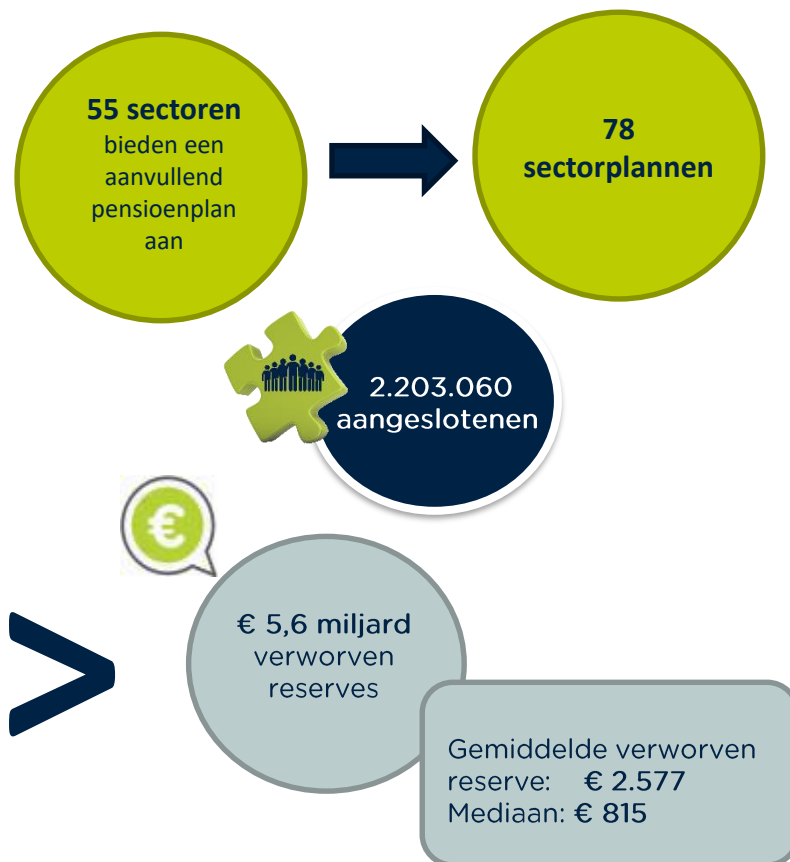 55 sectoren
bieden een
aanvullend
pensioenplan
aan
78
sectorplannen
2.203.060
aangeslotenen
€
>
€ 5,6 miljard
verworven
reserves
Gemiddelde verworven
reserve: € 2.577
Mediaan: € 815